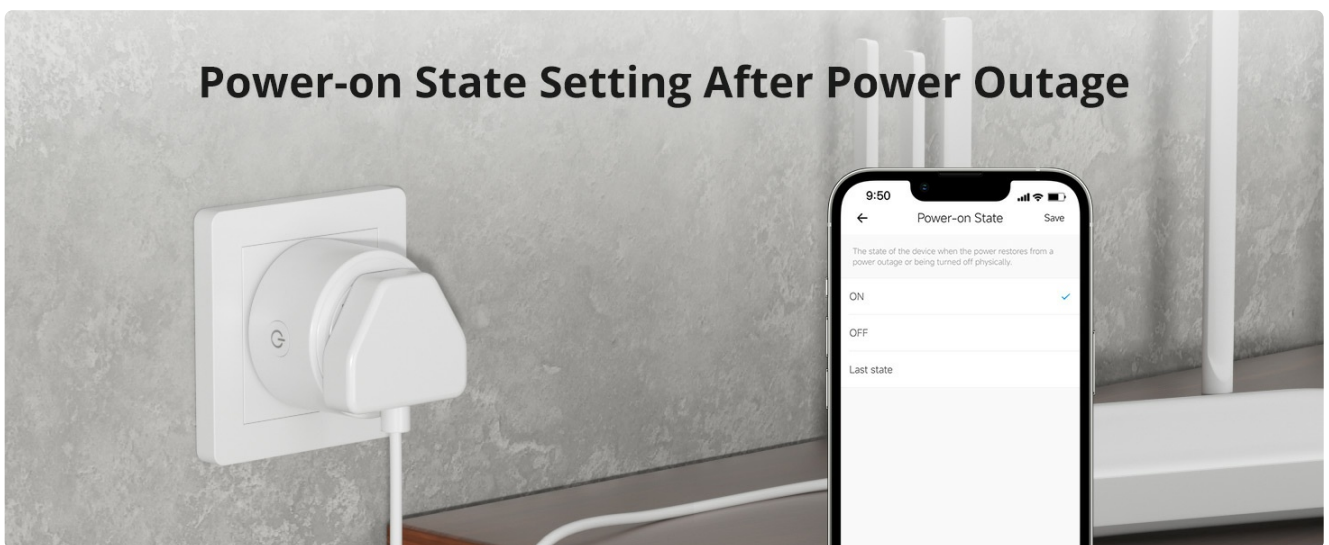 Power-on State Setting After Power Outage
9:50
Power-on State
Save
The state of the device when the power restores from a
power outage or being turned off physically.
ON
OFF
Last state